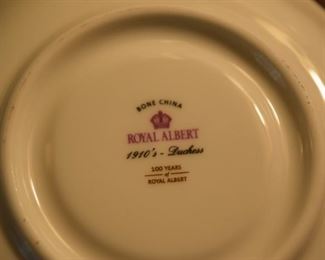 BONE CHINA
ROYAL ALBERT
1910's - Duchess
100 YEARS
of
ROYAL ALBERT